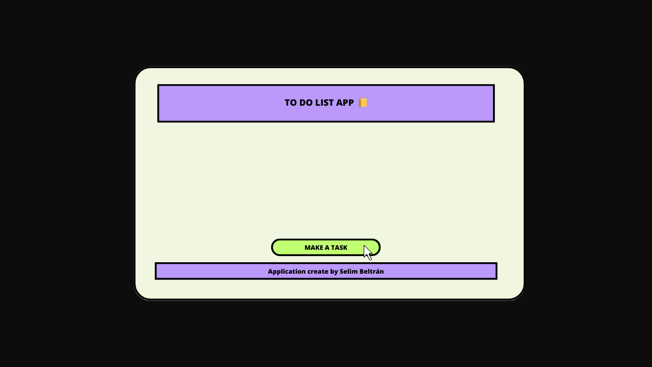 TO DO LIST APP 📒
MAKE A TASK
Application create by Selim Beltrán